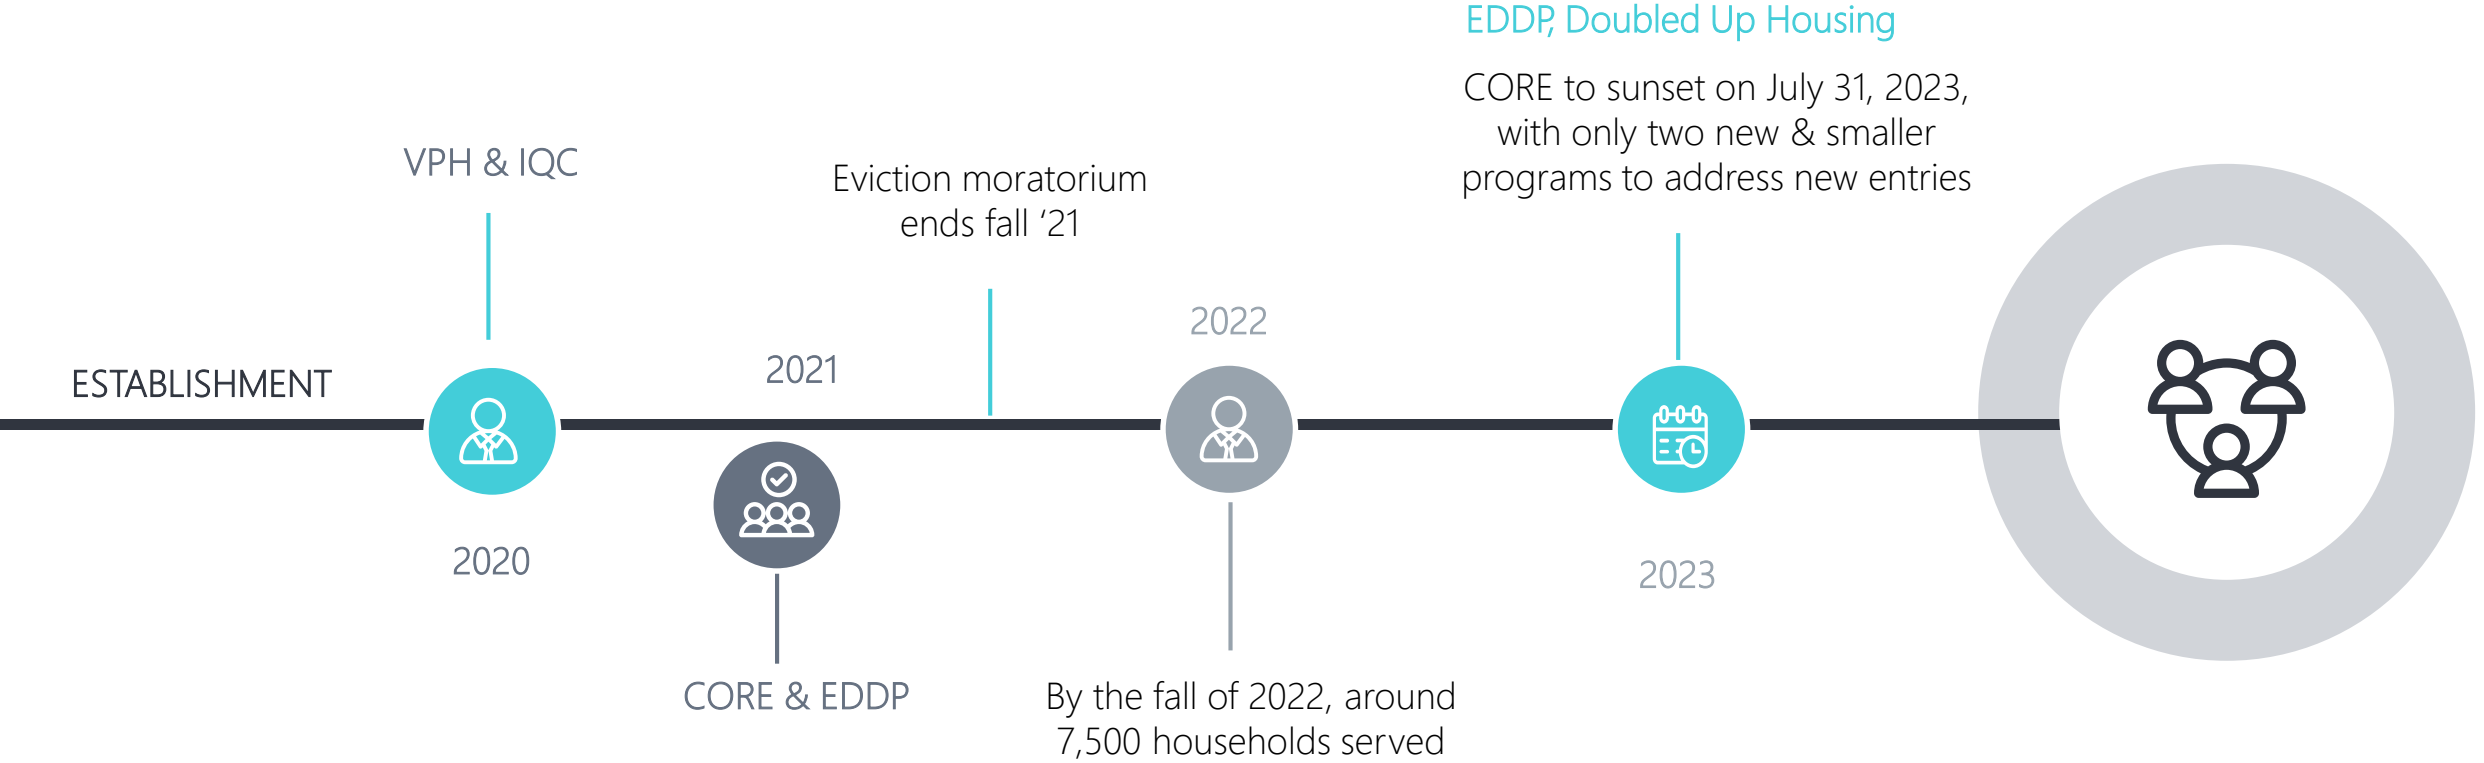 ESTABLISHMENT
VPH & IQC
2020
2021
CORE & EDDP
Eviction moratorium
ends fall ‘21
2022
By the fall of 2022, around
7,500 households served
EDDP, Doubled Up Housing
CORE to sunset on July 31, 2023,
with only two new & smaller
programs to address new entries
2023